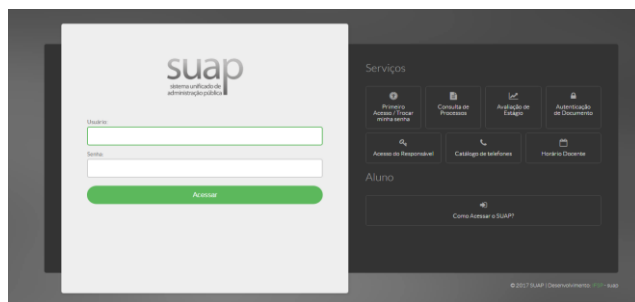 suap
sistema unificado de
administração pública
Usuário:
Senha:
Acessar
Serviços
Primeiro
Acesso / Trocar
minha senha
Consulta de
Processos
Avaliação de
Estágio
Autenticação
de Documento
Acesso do Responsável
Catálogo de telefones
Horário Docente
Aluno
Como Acessar o SUAP?
© 2017 SUAP | Desenvolvimento: IFRN - suap